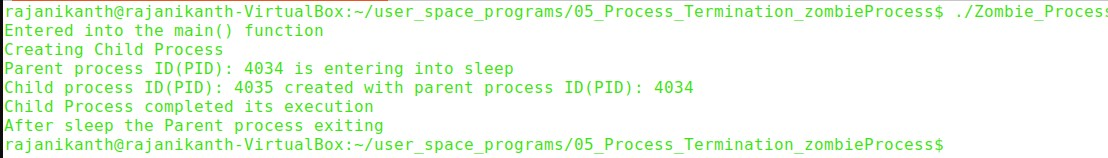 rajanikanth@rajanikanth-VirtualBox:~/user_space_programs/05_Process_Termination_zombieProcess$ ./Zombie_Process
Entered into the main() function
Creating Child Process
Parent process ID(PID): 4034 is entering into sleep
Child process ID(PID): 4035 created with parent process ID(PID): 4034
Child Process completed its execution
After sleep the Parent process exiting
rajanikanth@rajanikanth-VirtualBox:~/user_space_programs/05_Process_Termination_zombieProcess$